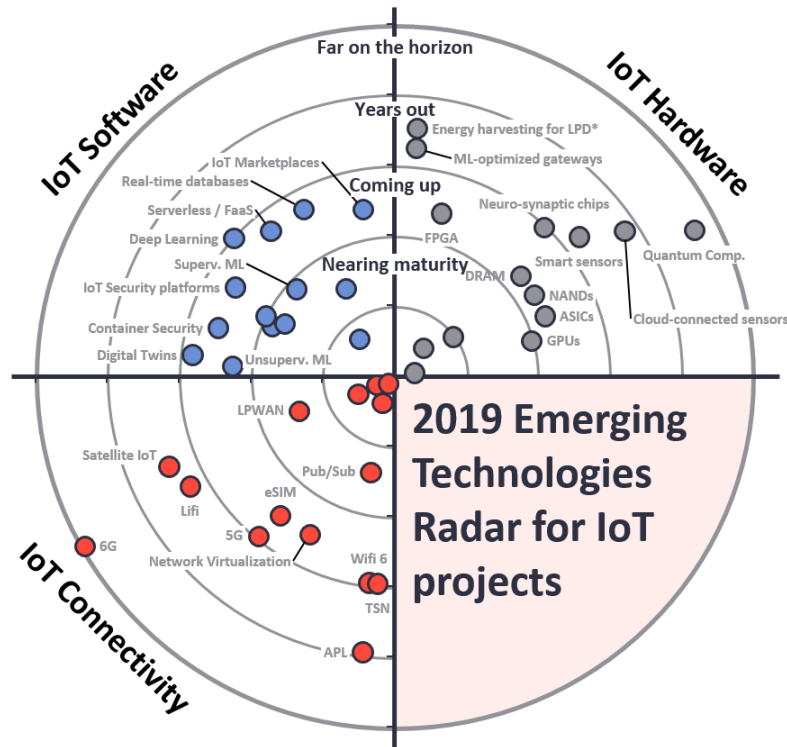 Far on the horizon
IoT Software
IoT Hardware
Years out
Energy harvesting for LPD*
ML-optimized gateways
IoT Marketplaces
Real-time databases
Coming up
Neuro-synaptic chips
Serverless / FaaS
Deep Learning
FPGA
Smart sensors
Quantum Comp.
Superv. ML
Nearing maturity
DRAM
IoT Security platforms
NANDs
Container Security
ASICs
Cloud-connected sensors
Digital Twins
Unsuperv. ML
GPUs
LPWAN
2019 Emerging
Technologies
Radar for IoT
projects
Satellite IoT
Pub/Sub
Lifi
eSIM
5G
6G
Network Virtualization
Wifi 6
TSN
APL
IoT Connectivity